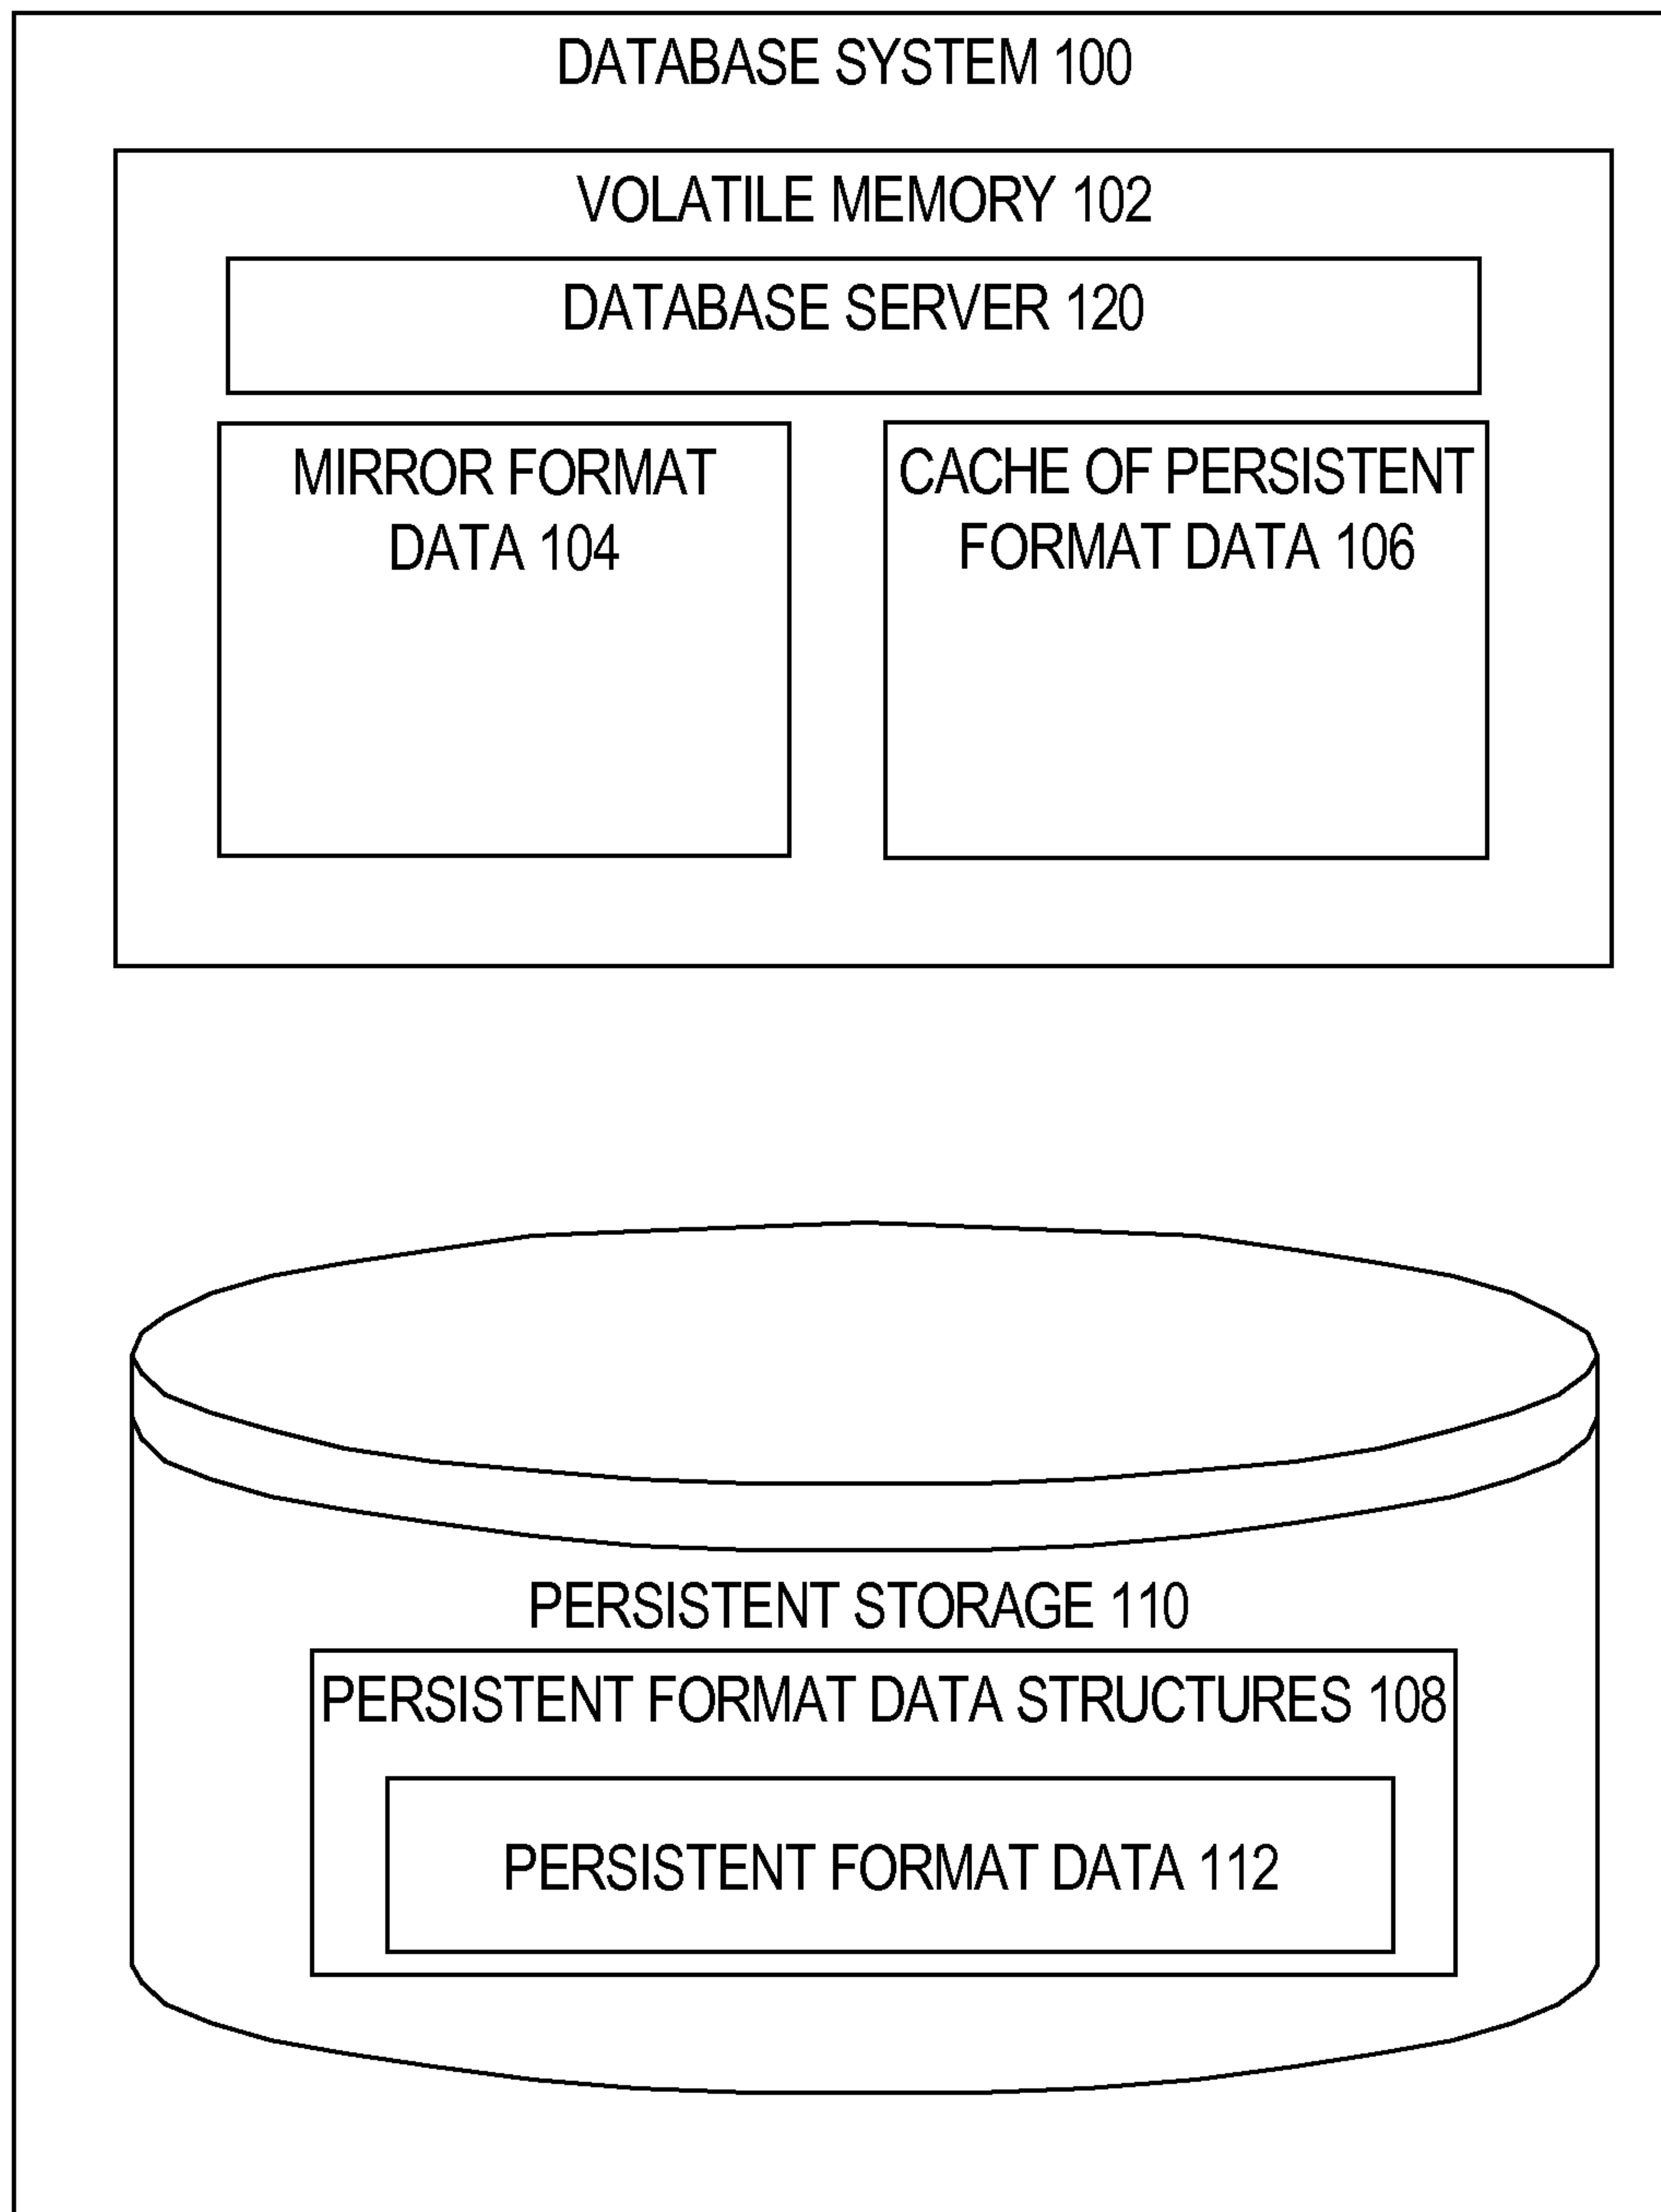 DATABASE SYSTEM 100
VOLATILE MEMORY 102
DATABASE SERVER 120
MIRROR FORMAT
DATA 104
CACHE OF PERSISTENT
FORMAT DATA 106
PERSISTENT STORAGE 110
PERSISTENT FORMAT DATA STRUCTURES 108
PERSISTENT FORMAT DATA 112